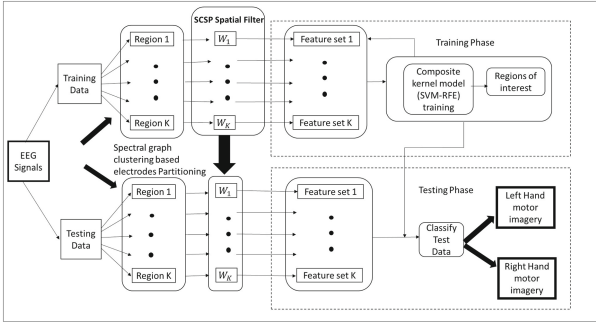 SCSP Spatial Filter
Region 1
W1
Feature set 1
Training Phase
Training
Data
Composite
kernel model
(SVM-RFE)
training
Regions of
interest
Region K
WK
Feature set K
EEG
Signals
Spectral graph
clustering based
electrodes Partitioning
Region 1
W1
Feature set 1
Testing Phase
Left Hand
motor
imagery
Testing
Data
Classify
Test
Data
Right Hand
motor
imagery
Region K
WK
Feature set K